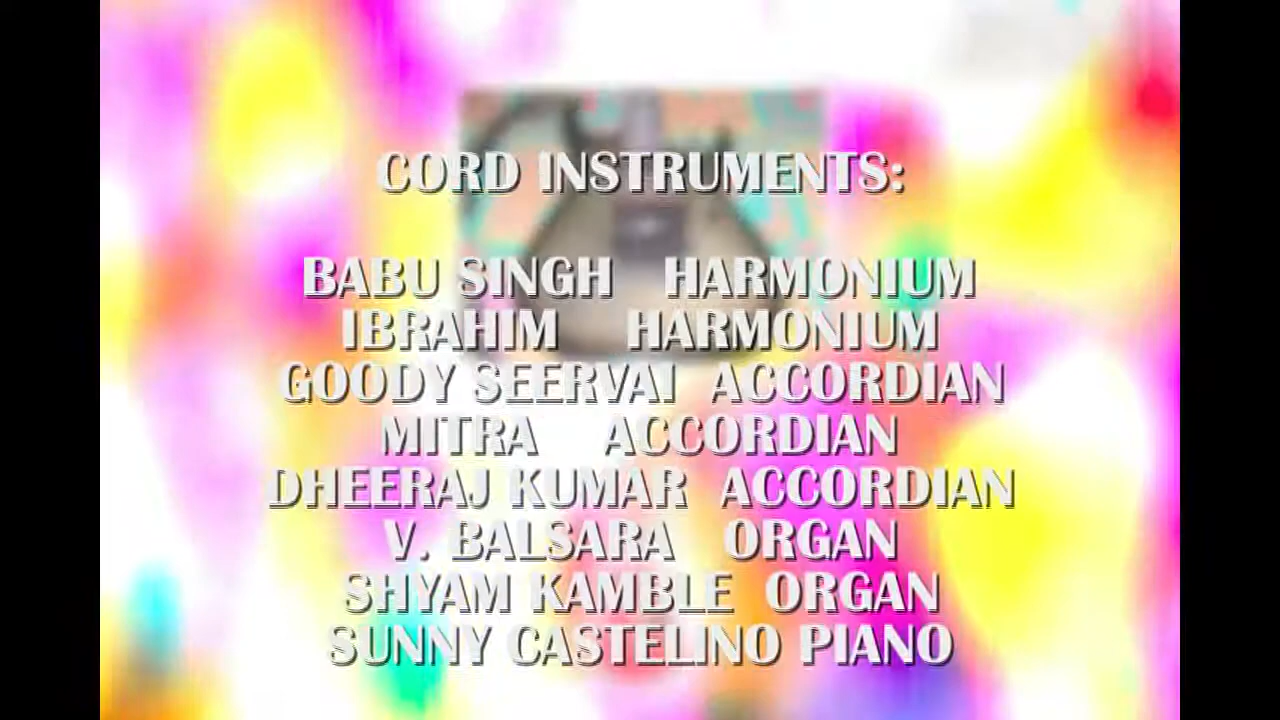 CORD INSTRUMENTS:
BABU SINGH HARMONIUM
IBRAHIM HARMONIUM
GOODY SEERVAI ACCORDIAN
MITRA ACCORDIAN
DHEERAJ KUMAR ACCORDIAN
V. BALSARA ORGAN
SHYAM KAMBLE ORGAN
SUNNY CASTELINO PIANO